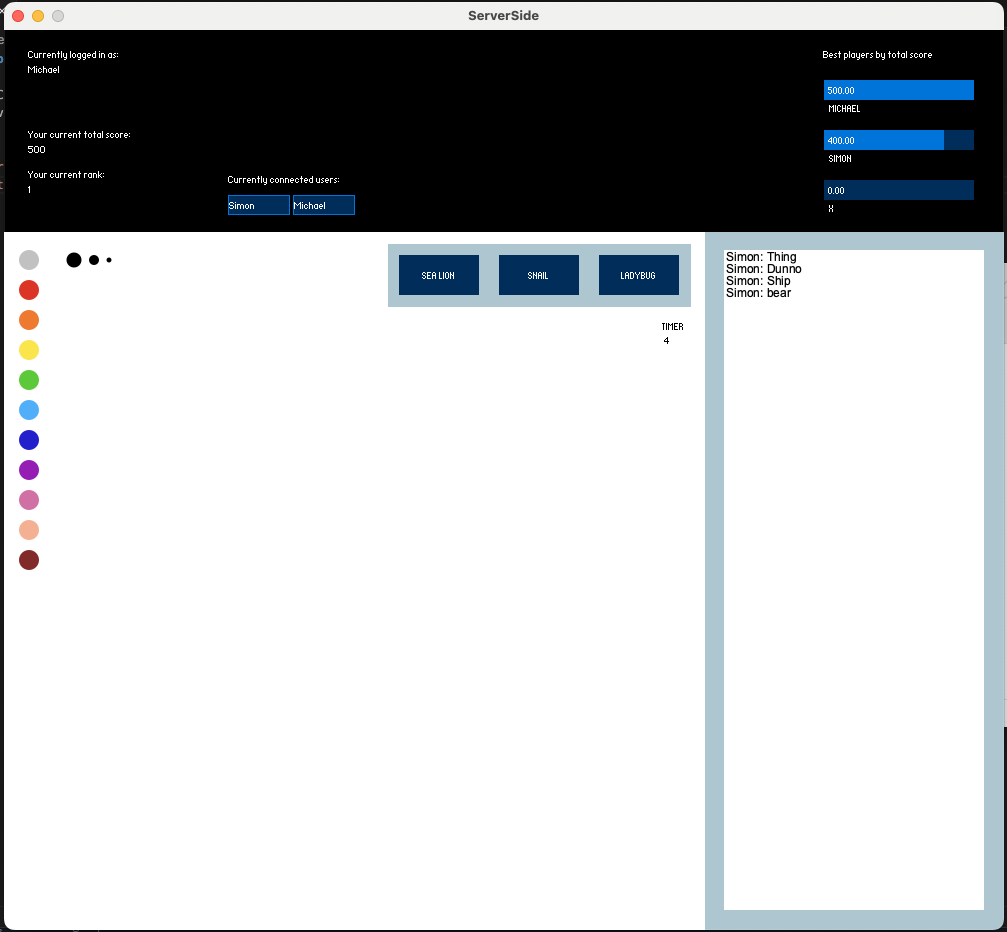 ServerSide
Currently logged in as:
Michael
Your current total score:
500
Your current rank:
1
Currently connected users:
Simon
Michael
Best players by total score
500.00
MICHAEL
400.00
SIMON
0.00
X
SEA LION
SNAIL
LADYBUG
TIMER
4
Simon: Thing
Simon: Dunno
Simon: Ship
Simon: bear